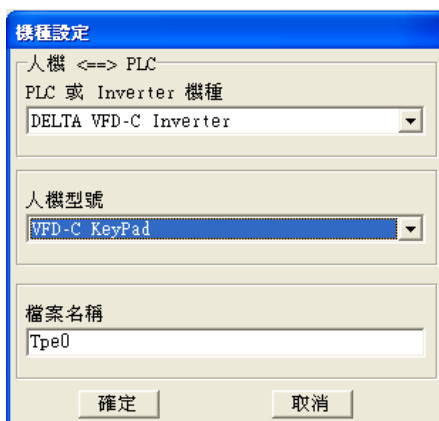 機種設定
人機 <==> PLC
PLC 或 Inverter 機種
DELTA VFD-C Inverter
人機型號
VFD-C KeyPad
檔案名稱
Tpe0
確定 取消